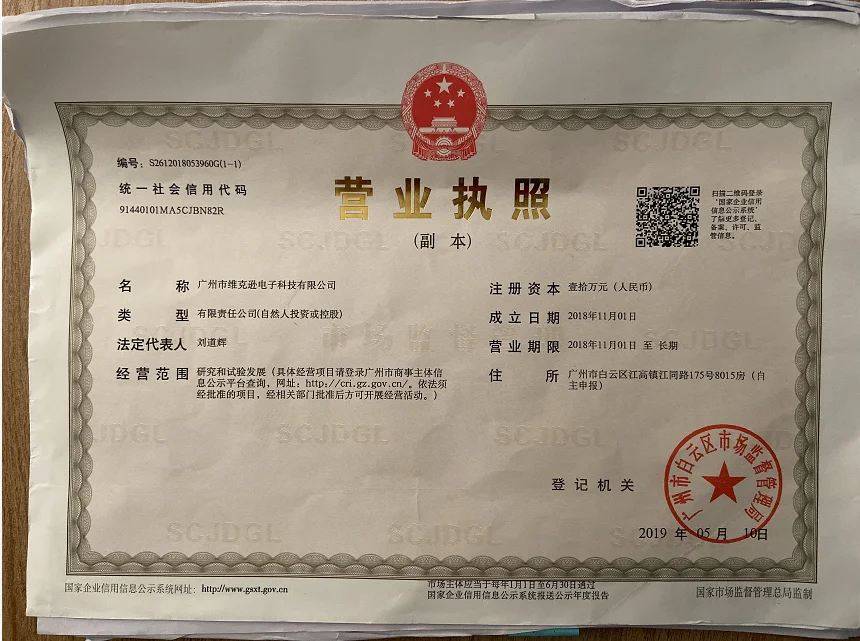 编号：S2612018053960G(1-1)
统一社会信用代码
91440101MA5CJBN82R
营业执照
（副本）
扫描二维码登录
‘国家企业信用
信息公示系统’
了解更多登记、
备案、许可、监
管信息。
名称 广州市维克逊电子科技有限公司
类型 有限责任公司(自然人投资或控股)
法定代表人 刘道辉
经营范围 研究和试验发展（具体经营项目请登录广州市商事主体信
息公示平台查询，网址：http://cri.gz.gov.cn/。依法须
经批准的项目，经相关部门批准后方可开展经营活动。）
注册资本 壹拾万元（人民币）
成立日期 2018年11月01日
营业期限 2018年11月01日 至 长期
住所 广州市白云区江高镇江同路175号8015房（自
主申报）
登记机关
广州市白云区市场监督管理局
2019 年 05 月 10日
国家企业信用信息公示系统网址：http://www.gsxt.gov.cn
市场主体应当于每年1月1日至6月30日通过
国家企业信用信息公示系统报送公示年度报告
国家市场监督管理总局监制
SCJDGL
SCJDGL
JDGL
SCJDGL
SCJDGL
市场监督
JDGL
SCJDGL
SCJDGL
SCJDGL
SCJDGL